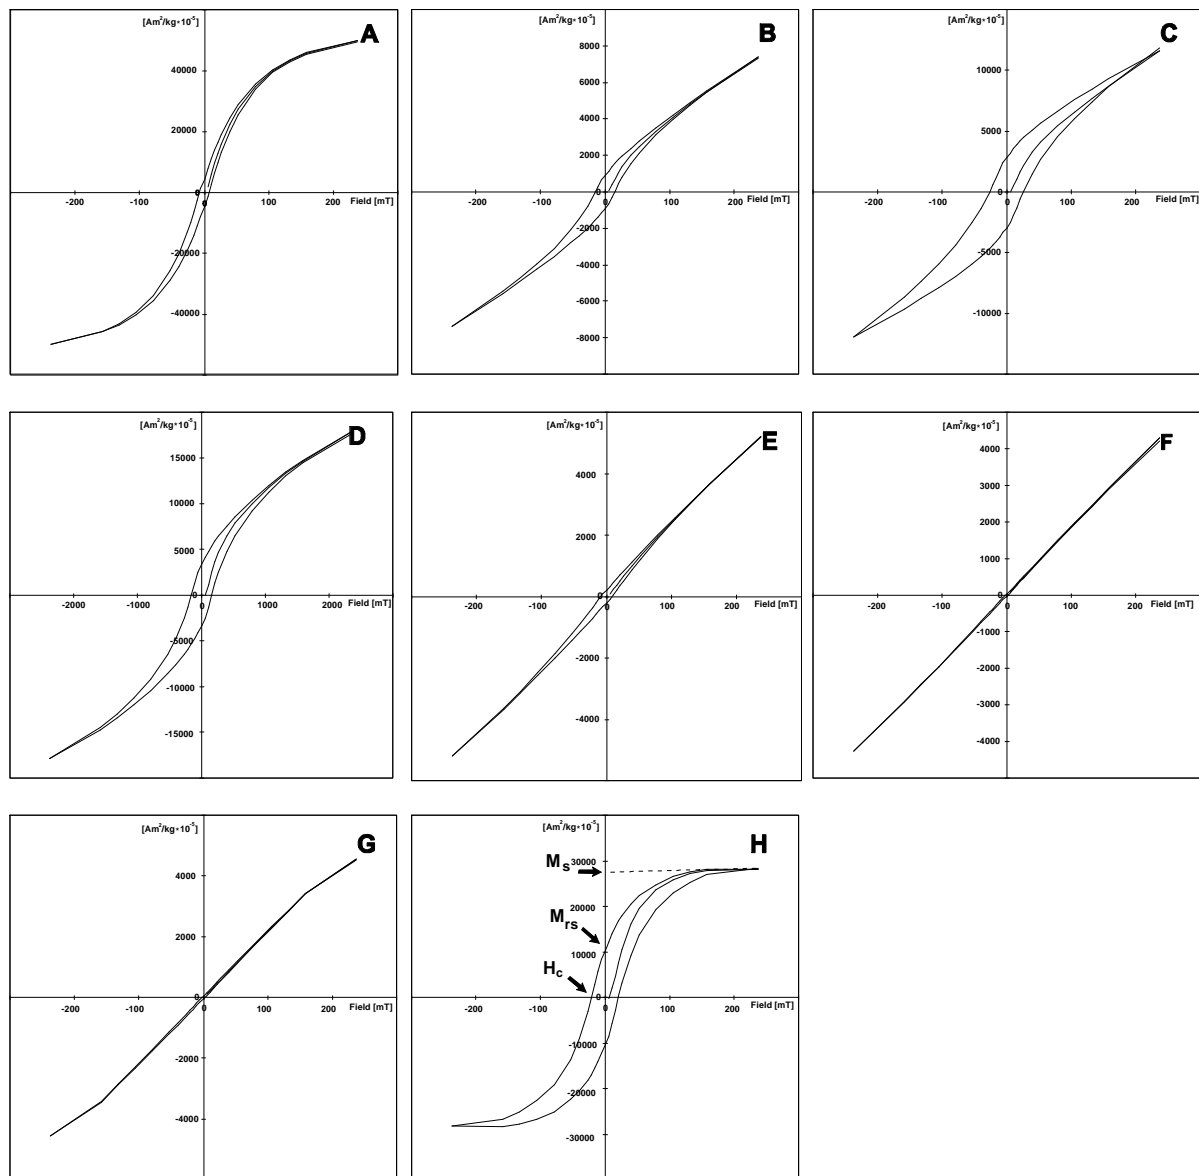 [Am²/kg*10⁻⁵]
A
40000
20000
0
-200 -100 0 100 200 Field [mT]
-20000
-40000
[Am²/kg*10⁻⁵]
B
8000
6000
4000
2000
0
-200 -100 0 100 200 Field [mT]
-2000
-4000
-6000
-8000
[Am²/kg*10⁻⁵]
C
10000
5000
0
-200 -100 0 100 200 Field [mT]
-5000
-10000
[Am²/kg*10⁻⁵]
D
15000
10000
5000
0
-2000 -1000 0 1000 2000 Field [mT]
-5000
-10000
-15000
[Am²/kg*10⁻⁵]
E
4000
2000
0
-200 -100 0 100 200 Field [mT]
-2000
-4000
[Am²/kg*10⁻⁵]
F
4000
3000
2000
1000
0
-200 -100 0 100 200 Field [mT]
-1000
-2000
-3000
-4000
[Am²/kg*10⁻⁵]
G
4000
2000
0
-200 -100 0 100 200 Field [mT]
-2000
-4000
[Am²/kg*10⁻⁵]
H
30000
Ms
20000
Mrs
10000
Hc
0
-200 -100 0 100 200 Field [mT]
-10000
-20000
-30000